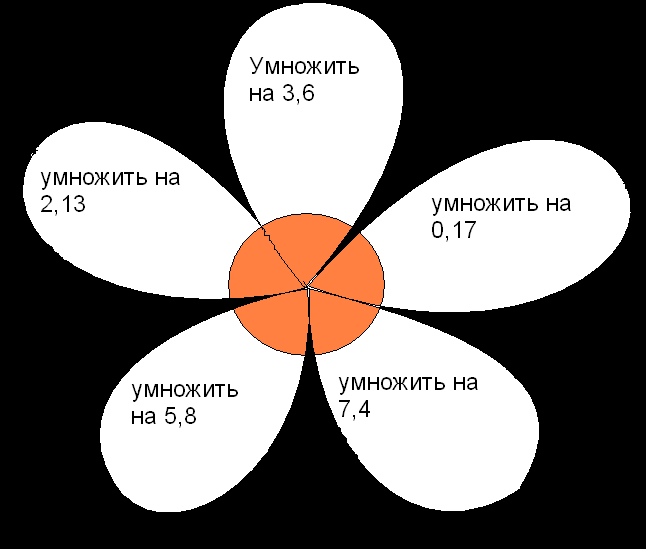 Умножить
на 3,6
умножить на
2,13
умножить на
0,17
умножить
на 5,8
умножить на
7,4